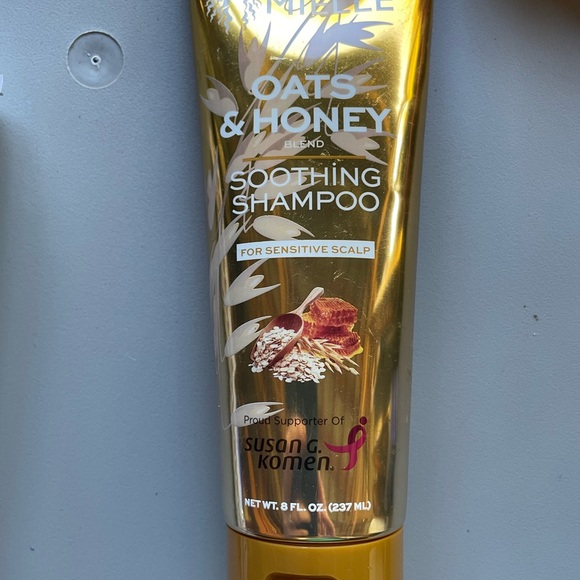 MIELLE
OATS
& HONEY
BLEND
SOOTHING
SHAMPOO
FOR SENSITIVE SCALP
Proud Supporter Of
susan G.
komen®
NET WT. 8 FL. OZ. (237 ML)